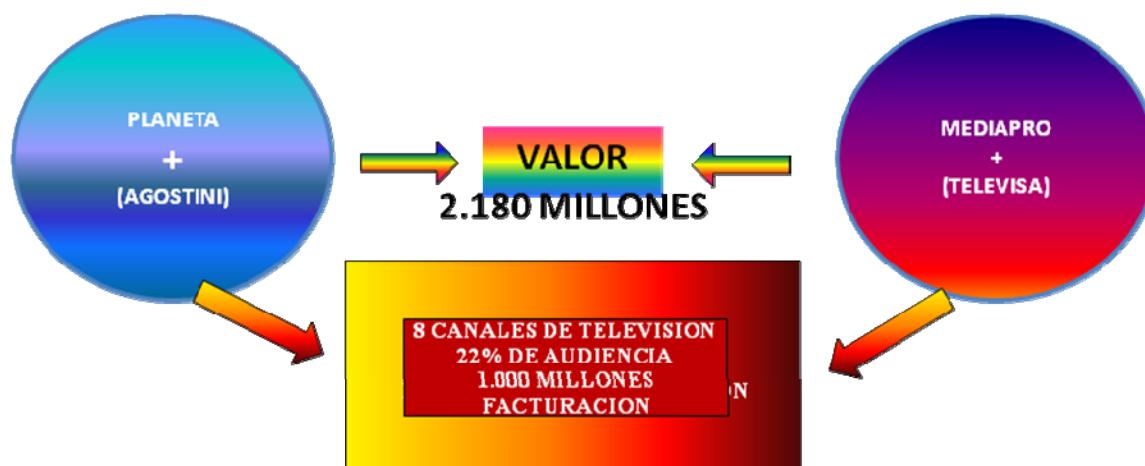 PLANETA
+
(AGOSTINI)
VALOR
2.180 MILLONES
MEDIAPRO
+
(TELEVISA)
8 CANALES DE TELEVISION
22% DE AUDIENCIA
1.000 MILLONES
FACTURACION